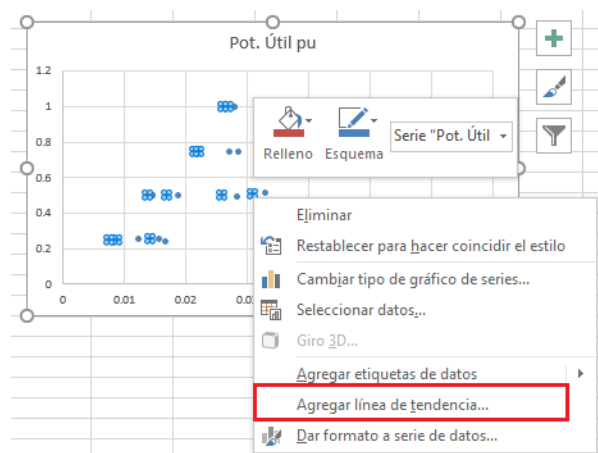 Pot. Útil pu
1.2
1
0.8
0.6
0.4
0.2
0
0 0.01 0.02
Relleno Esquema Serie "Pot. Útil
Eliminar
Restablecer para hacer coincidir el estilo
Cambiar tipo de gráfico de series...
Seleccionar datos...
Giro 3D...
Agregar etiquetas de datos
Agregar línea de tendencia...
Dar formato a serie de datos...